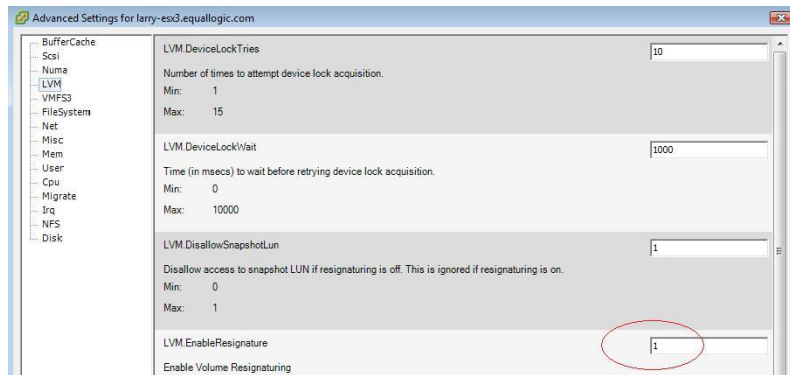 Advanced Settings for larry-esx3.equallogic.com
BufferCache
Scsi
Numa
LVM
VMFS3
FileSystem
Net
Misc
Mem
User
Cpu
Migrate
Irq
NFS
Disk
LVM.DeviceLockTries
10
Number of times to attempt device lock acquisition.
Min: 1
Max: 15
LVM.DeviceLockWait
1000
Time (in msecs) to wait before retrying device lock acquisition.
Min: 0
Max: 10000
LVM.DisallowSnapshotLun
1
Disallow access to snapshot LUN if resignaturing is off. This is ignored if resignaturing is on.
Min: 0
Max: 1
LVM.EnableResignature
1
Enable Volume Resignaturing